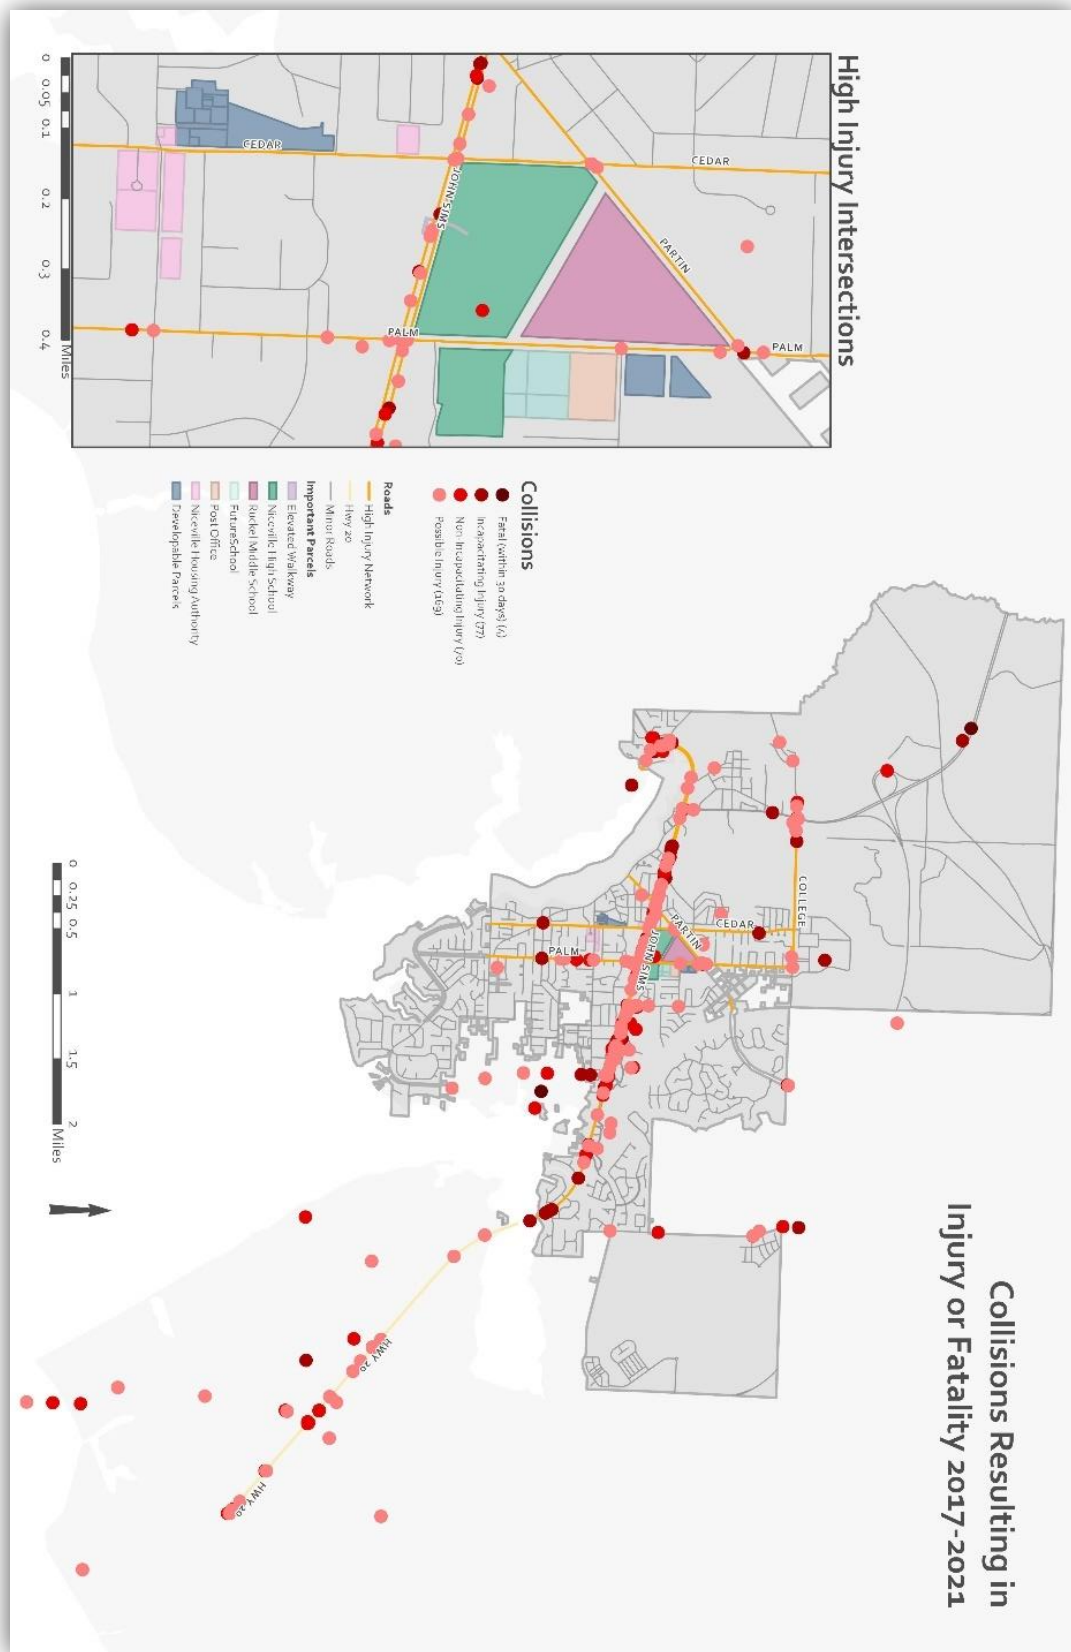 Collisions Resulting in
Injury or Fatality 2017-2021
High Injury Intersections
CEDAR
CEDAR
JOHN SIMS
PARTIN
PALM
PALM
0 0.05 0.1 0.2 0.3 0.4
Miles
Collisions
Fatal (within 30 days) (4)
Incapacitating Injury (77)
Non-Incapacitating Injury (70)
Possible Injury (169)
Roads
High Injury Network
Hwy 20
Minor Roads
Important Parcels
Elevated Walkway
Niceville High School
Ruckel Middle School
FutureSchool
Post Office
Niceville Housing Authority
Developable Parcels
COLLEGE
CEDAR
PARTIN
PALM
JOHN SIMS
HWY 20
HWY 20
0 0.25 0.5 1 1.5 2
Miles